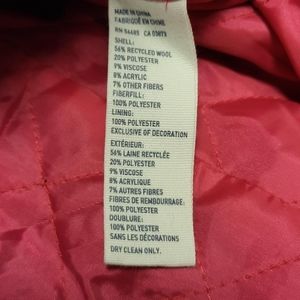 MADE IN CHINA
FABRIQUÉ EN CHINE
RN 54485 CA 03873
SHELL:
56% RECYCLED WOOL
20% POLYESTER
9% VISCOSE
8% ACRYLIC
7% OTHER FIBERS
FIBERFILL:
100% POLYESTER
LINING:
100% POLYESTER
EXCLUSIVE OF DECORATION
EXTÉRIEUR:
56% LAINE RECYCLÉE
20% POLYESTER
9% VISCOSE
8% ACRYLIQUE
7% AUTRES FIBRES
FIBRES DE REMBOURRAGE:
100% POLYESTER
DOUBLURE:
100% POLYESTER
SANS LES DÉCORATIONS
DRY CLEAN ONLY.